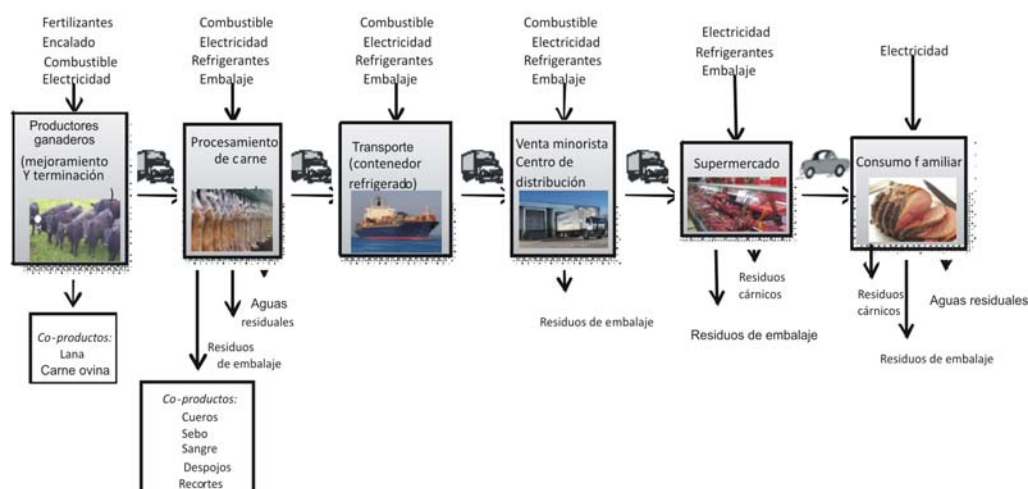 Fertilizantes
Encalado
Combustible
Electricidad
Combustible
Electricidad
Refrigerantes
Embalaje
Combustible
Electricidad
Refrigerantes
Embalaje
Combustible
Electricidad
Refrigerantes
Embalaje
Electricidad
Refrigerantes
Embalaje
Electricidad
Productores
ganaderos
(mejoramiento
Y terminación
)
Procesamiento
de carne
Transporte
(contenedor
refrigerado)
Venta minorista
Centro de
distribución
Supermercado
Consumo familiar
Co-productos:
Lana
Carne ovina
Aguas
residuales
Residuos
de embalaje
Co-productos:
Cueros
Sebo
Sangre
Despojos
Recortes
Residuos de embalaje
Residuos
cárnicos
Residuos de embalaje
Residuos
cárnicos
Aguas residuales
Residuos de embalaje